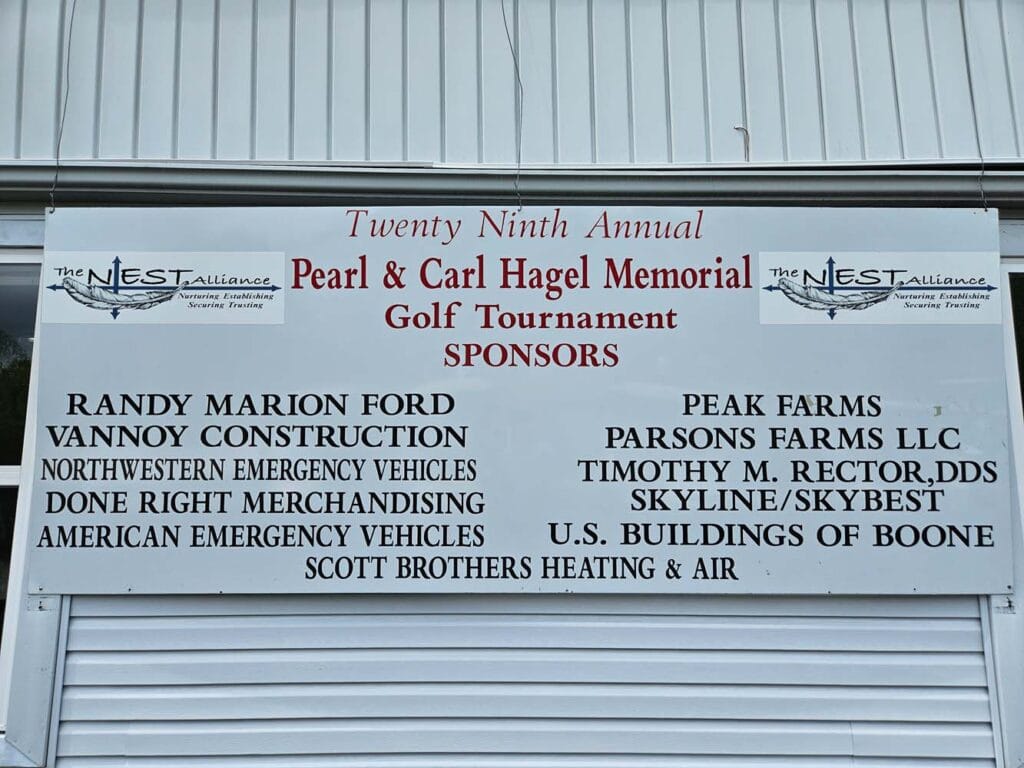 Twenty Ninth Annual
Pearl & Carl Hagel Memorial
Golf Tournament
SPONSORS
The NEST Alliance
Nurturing Establishing
Securing Trusting
The NEST Alliance
Nurturing Establishing
Securing Trusting
RANDY MARION FORD
VANNOY CONSTRUCTION
NORTHWESTERN EMERGENCY VEHICLES
DONE RIGHT MERCHANDISING
AMERICAN EMERGENCY VEHICLES
PEAK FARMS
PARSONS FARMS LLC
TIMOTHY M. RECTOR,DDS
SKYLINE/SKYBEST
U.S. BUILDINGS OF BOONE
SCOTT BROTHERS HEATING & AIR